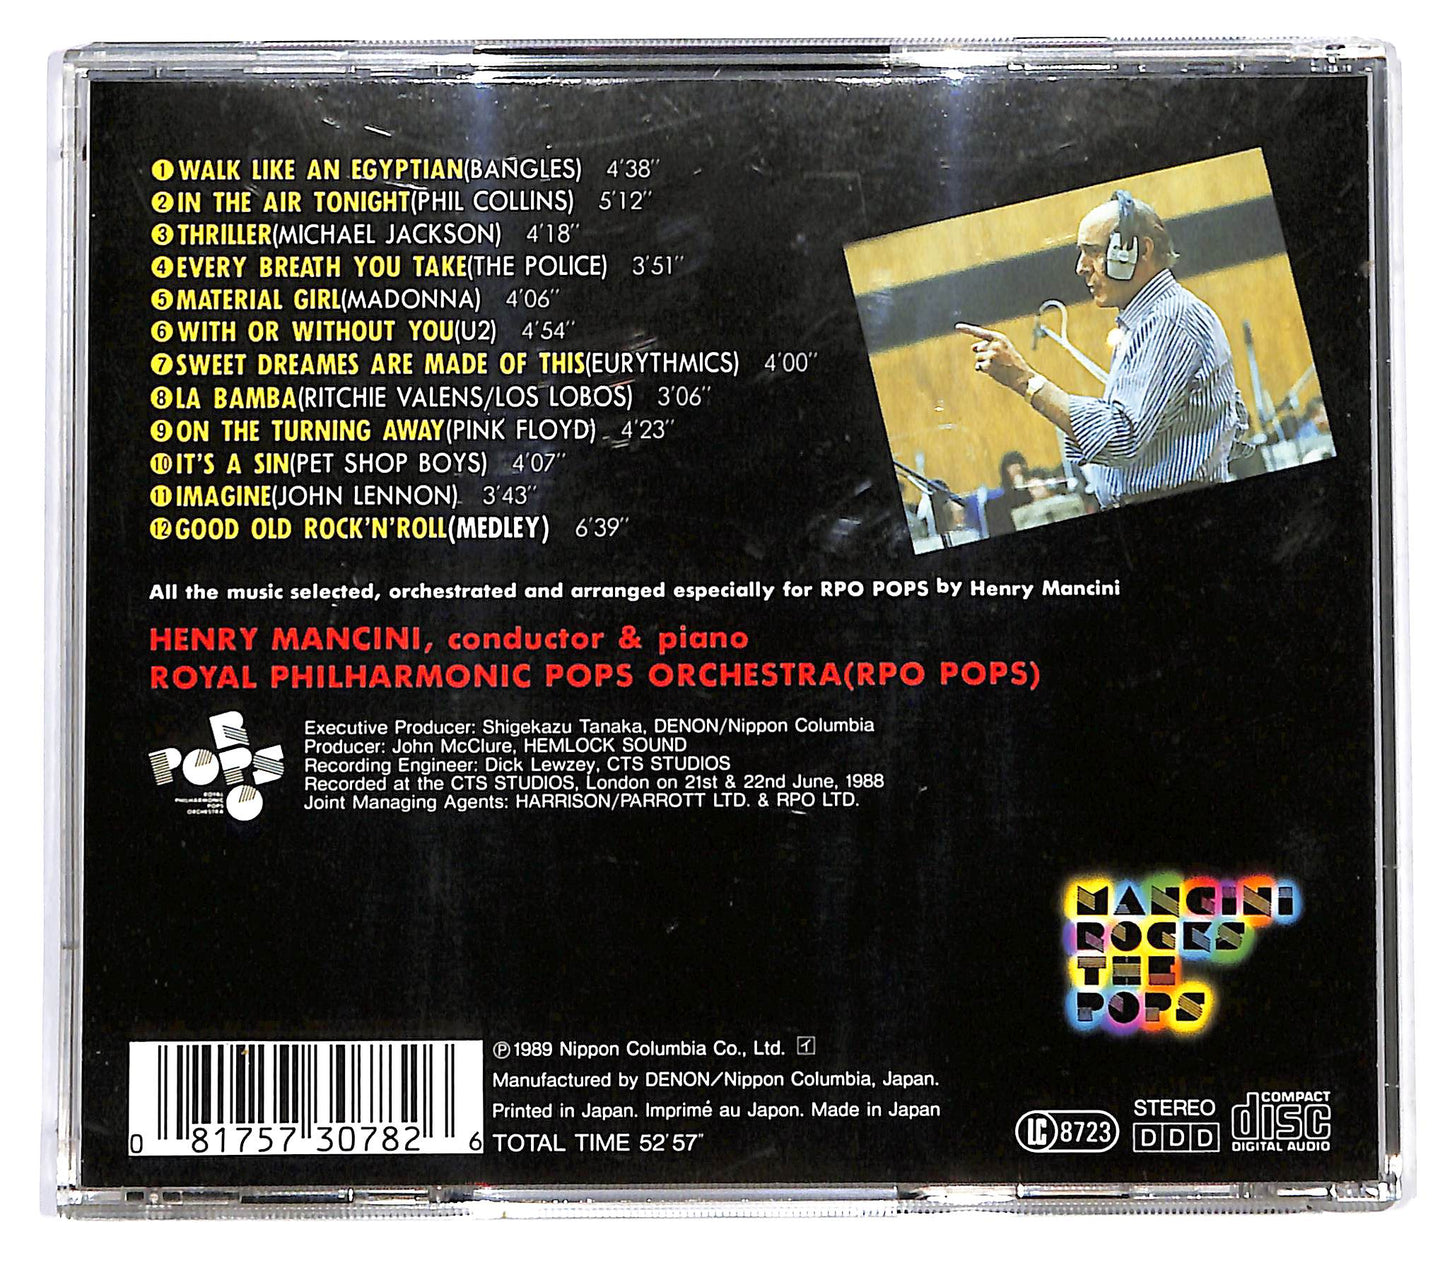 ❶WALK LIKE AN EGYPTIAN(BANGLES) 4'38"
❷IN THE AIR TONIGHT(PHIL COLLINS) 5'12"
❸THRILLER(MICHAEL JACKSON) 4'18"
❹EVERY BREATH YOU TAKE(THE POLICE) 3'51"
❺MATERIAL GIRL(MADONNA) 4'06"
❻WITH OR WITHOUT YOU(U2) 4'54"
❼SWEET DREAMES ARE MADE OF THIS(EURYTHMICS) 4'00"
❽LA BAMBA(RITCHIE VALENS/LOS LOBOS) 3'06"
❾ON THE TURNING AWAY(PINK FLOYD) 4'23"
❿IT'S A SIN(PET SHOP BOYS) 4'07"
⓫IMAGINE(JOHN LENNON) 3'43"
⓬GOOD OLD ROCK'N'ROLL(MEDLEY) 6'39"
All the music selected, orchestrated and arranged especially for RPO POPS by Henry Mancini
HENRY MANCINI, conductor & piano
ROYAL PHILHARMONIC POPS ORCHESTRA(RPO POPS)
R
POPS
O
ROYAL
PHILHARMONIC
POPS
ORCHESTRA
Executive Producer: Shigekazu Tanaka, DENON/Nippon Columbia
Producer: John McClure, HEMLOCK SOUND
Recording Engineer: Dick Lewzey, CTS STUDIOS
Recorded at the CTS STUDIOS, London on 21st & 22nd June, 1988
Joint Managing Agents: HARRISON/PARROTT LTD. & RPO LTD.
MANCINI
ROCKS
THE
POPS
0 81757 30782 6
Ⓟ1989 Nippon Columbia Co., Ltd. イ
Manufactured by DENON/Nippon Columbia, Japan.
Printed in Japan. Imprimé au Japon. Made in Japan
TOTAL TIME 52'57"
LC 8723
STEREO
DDD
COMPACT
disc
DIGITAL AUDIO